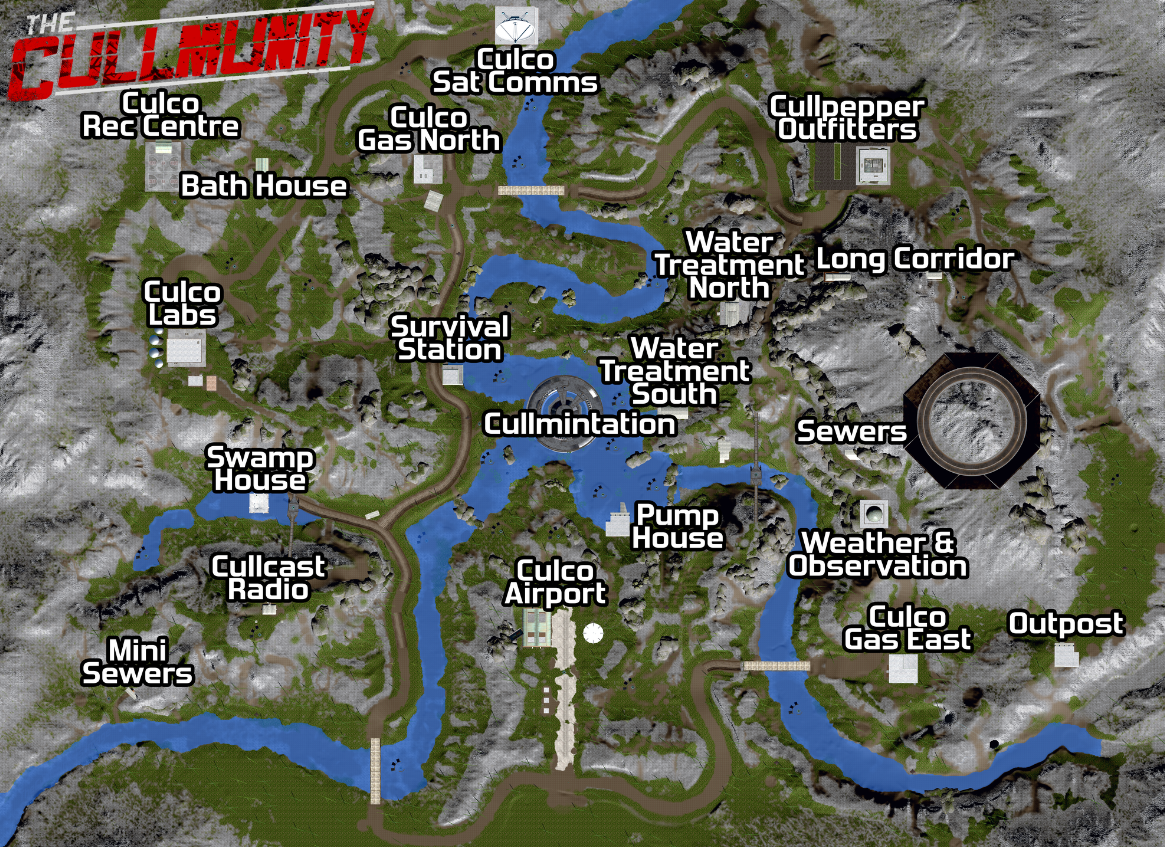 THE
CULLMUNITY
Culco
Sat Comms
Culco
Rec Centre
Culco
Gas North
Cullpepper
Outfitters
Bath House
Water
Treatment
North
Long Corridor
Culco
Labs
Survival
Station
Water
Treatment
South
Cullmintation
Sewers
Swamp
House
Pump
House
Weather &
Observation
Cullcast
Radio
Culco
Airport
Culco
Gas East
Outpost
Mini
Sewers